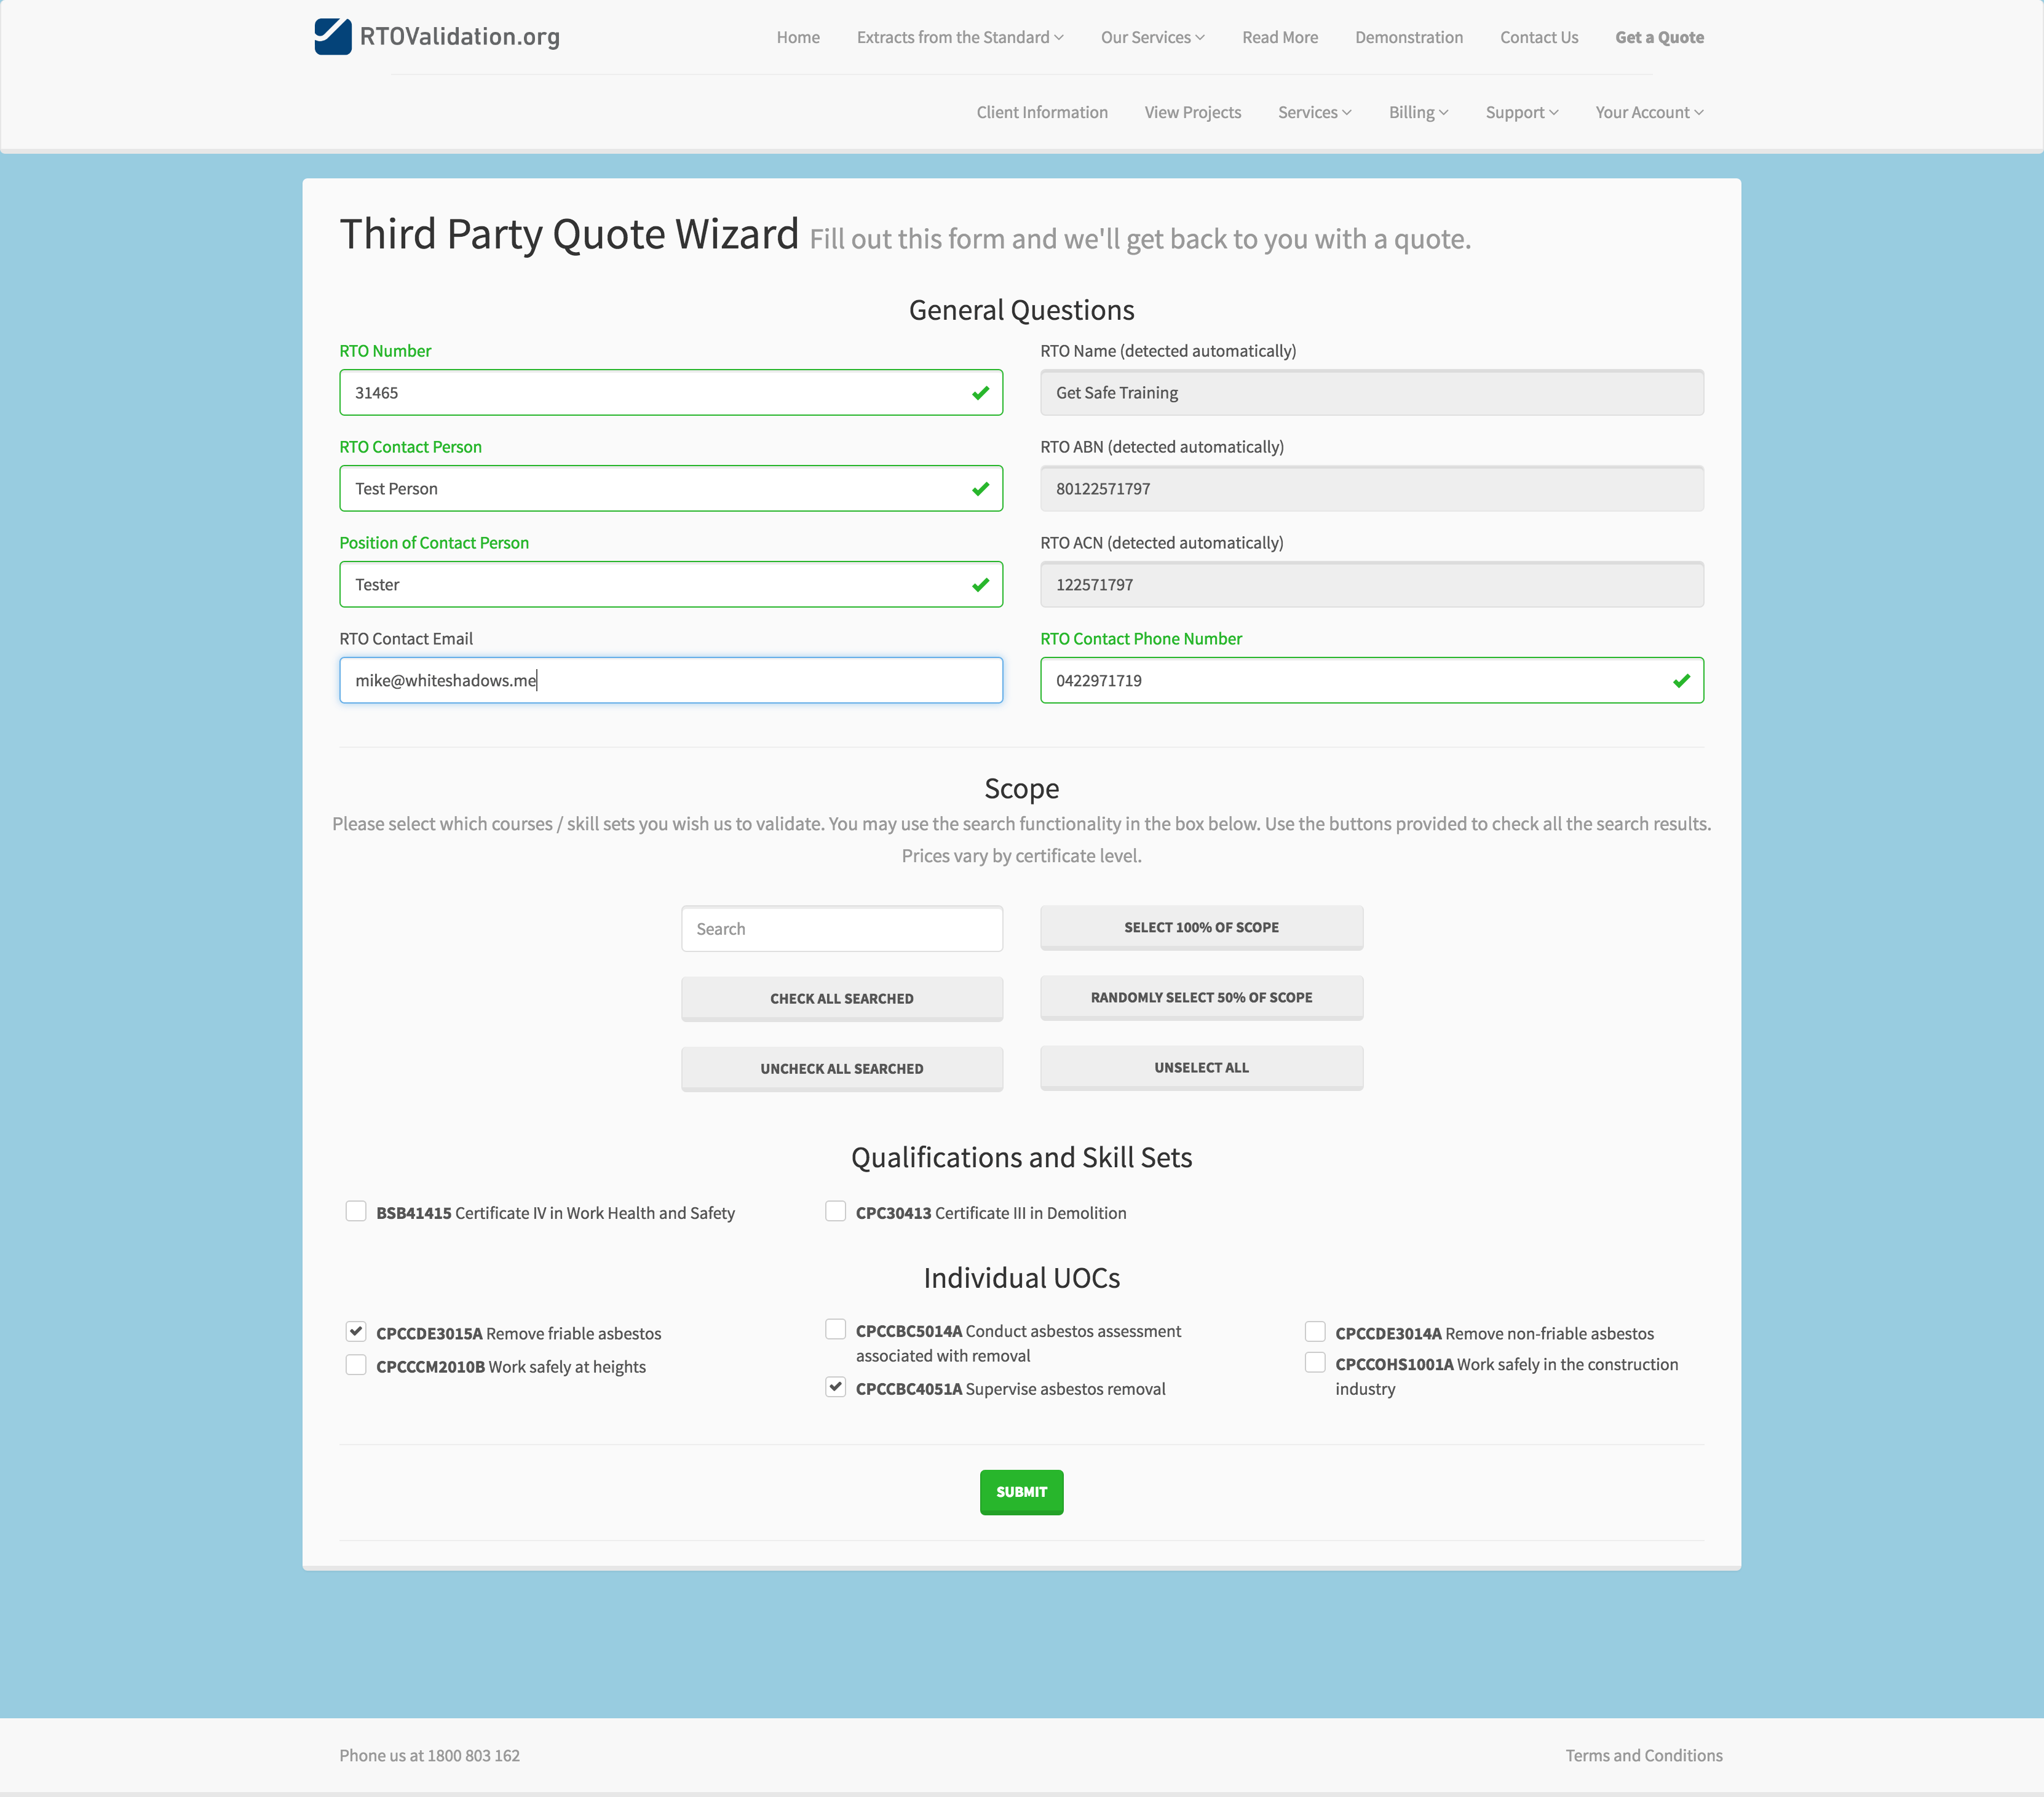 RTOValidation.org
Home Extracts from the Standard Our Services Read More Demonstration Contact Us Get a Quote
Client Information View Projects Services Billing Support Your Account
Third Party Quote Wizard Fill out this form and we'll get back to you with a quote.
General Questions
RTO Number RTO Name (detected automatically)
31465 Get Safe Training
RTO Contact Person RTO ABN (detected automatically)
Test Person 80122571797
Position of Contact Person RTO ACN (detected automatically)
Tester 122571797
RTO Contact Email RTO Contact Phone Number
mike@whiteshadows.me 0422971719
Scope
Please select which courses / skill sets you wish us to validate. You may use the search functionality in the box below. Use the buttons provided to check all the search results.
Prices vary by certificate level.
Search SELECT 100% OF SCOPE
CHECK ALL SEARCHED RANDOMLY SELECT 50% OF SCOPE
UNCHECK ALL SEARCHED UNSELECT ALL
Qualifications and Skill Sets
BSB41415 Certificate IV in Work Health and Safety CPC30413 Certificate III in Demolition
Individual UOCs
CPCCDE3015A Remove friable asbestos
CPCCCM2010B Work safely at heights
CPCCBC5014A Conduct asbestos assessment
associated with removal
CPCCBC4051A Supervise asbestos removal
CPCCDE3014A Remove non-friable asbestos
CPCCOHS1001A Work safely in the construction
industry
SUBMIT
Phone us at 1800 803 162 Terms and Conditions